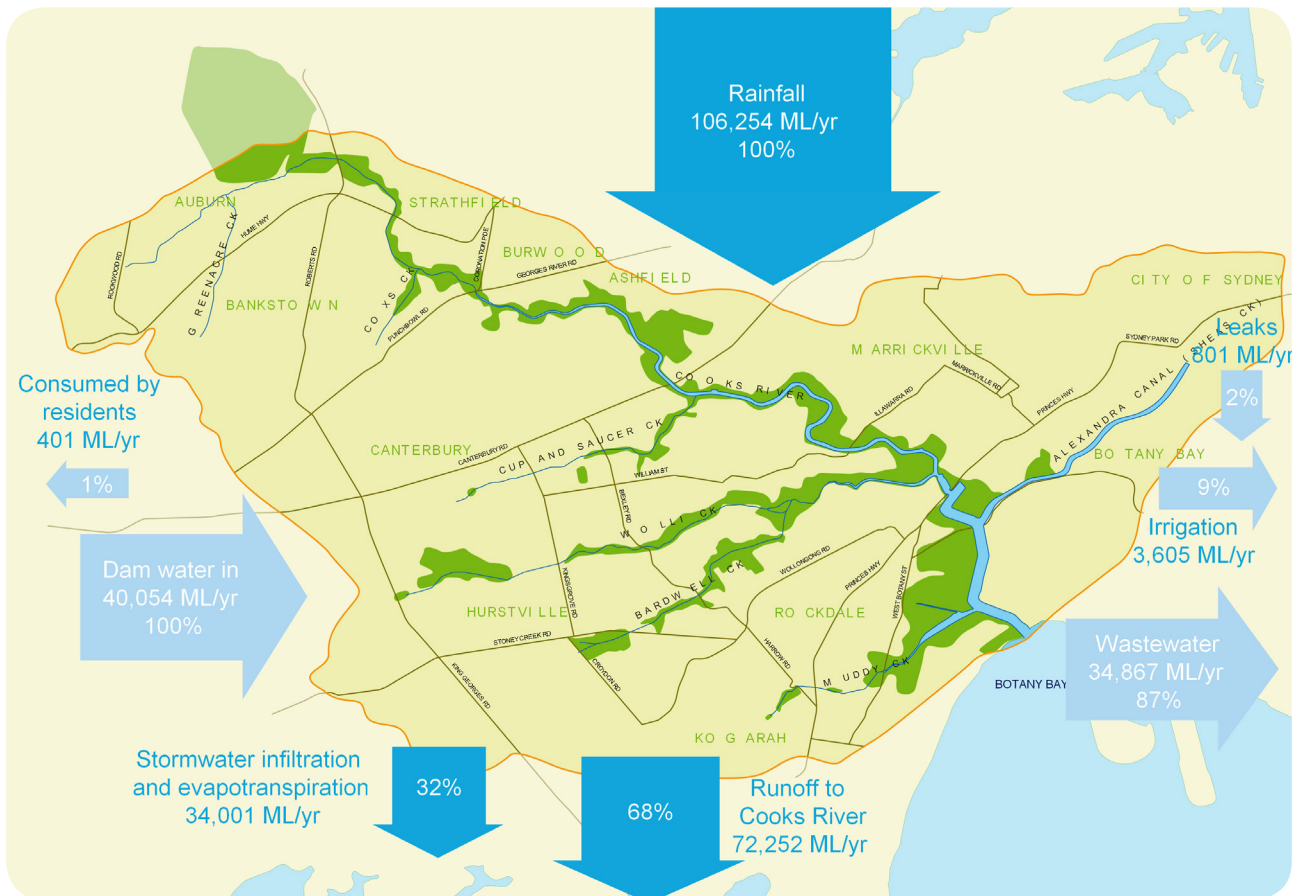 Rainfall
106,254 ML/yr
100%
AUBURN
STRATHFIELD
BURWOOD
ASHFIELD
CITY OF SYDNEY
GREENACRE CK
HUME HWY
ROOKWOOD RD
ROBERTS RD
CORONATION PDE
GEORGES RIVER RD
BANKSTOWN
COXS CK
PUNCHBOWL RD
MARRICKVILLE
SYDNEY PARK RD
ALEXANDRA CANAL (SHEAS CK)
Leaks
801 ML/yr
2%
Consumed by
residents
401 ML/yr
1%
COOKS RIVER
MARRICKVILLE RD
ILLAWARRA RD
PRINCES HWY
CANTERBURY
CANTERBURY RD
CUP AND SAUCER CK
WILLIAM ST
BEXLEY RD
BOTANY BAY
9%
Irrigation
3,605 ML/yr
Dam water in
40,054 ML/yr
100%
WOLLI CK
WOLLONGONG RD
PRINCES HWY
WEST BOTANY ST
KINGSGROVE RD
BARDWELL CK
HURSTVILLE
ROCKDALE
STONEY CREEK RD
CROYDON RD
HARROW RD
KING GEORGES RD
MUDDY CK
KOGARAH
BOTANY BAY
Wastewater
34,867 ML/yr
87%
Stormwater infiltration
and evapotranspiration
34,001 ML/yr
32%
68%
Runoff to
Cooks River
72,252 ML/yr